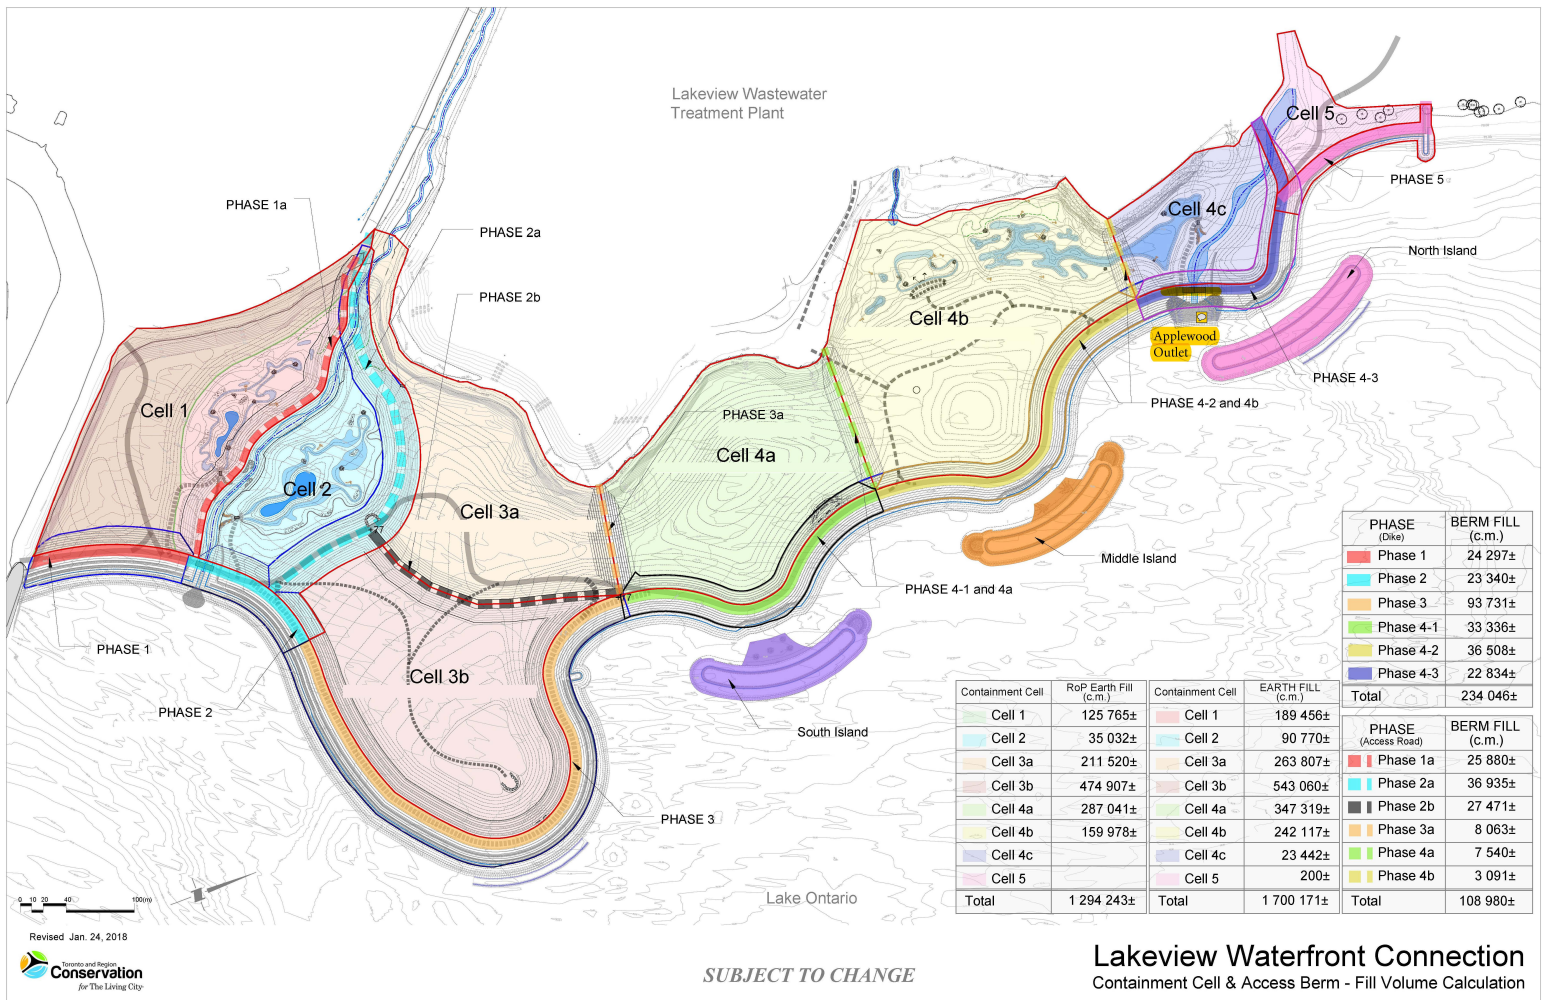 Lakeview Wastewater
Treatment Plant
Cell 5
PHASE 5
PHASE 1a
Cell 4c
PHASE 2a
North Island
PHASE 2b
Cell 4b
Applewood
Outlet
PHASE 4-3
Cell 1
PHASE 3a
PHASE 4-2 and 4b
Cell 4a
Cell 2
Cell 3a
Middle Island
PHASE 4-1 and 4a
PHASE 1
Cell 3b
PHASE 2
South Island
PHASE 3
Lake Ontario
PHASE (Dike) BERM FILL (c.m.)
Phase 1 24 297±
Phase 2 23 340±
Phase 3 93 731±
Phase 4-1 33 336±
Phase 4-2 36 508±
Phase 4-3 22 834±
Total 234 046±
PHASE (Access Road) BERM FILL (c.m.)
Phase 1a 25 880±
Phase 2a 36 935±
Phase 2b 27 471±
Phase 3a 8 063±
Phase 4a 7 540±
Phase 4b 3 091±
Total 108 980±
Containment Cell RoP Earth Fill (c.m.) Containment Cell EARTH FILL (c.m.)
Cell 1 125 765± Cell 1 189 456±
Cell 2 35 032± Cell 2 90 770±
Cell 3a 211 520± Cell 3a 263 807±
Cell 3b 474 907± Cell 3b 543 060±
Cell 4a 287 041± Cell 4a 347 319±
Cell 4b 159 978± Cell 4b 242 117±
Cell 4c Cell 4c 23 442±
Cell 5 Cell 5 200±
Total 1 294 243± Total 1 700 171±
0 10 20 40 100(m)
Revised Jan. 24, 2018
Toronto and Region
Conservation
for The Living City·
SUBJECT TO CHANGE
Lakeview Waterfront Connection
Containment Cell & Access Berm - Fill Volume Calculation